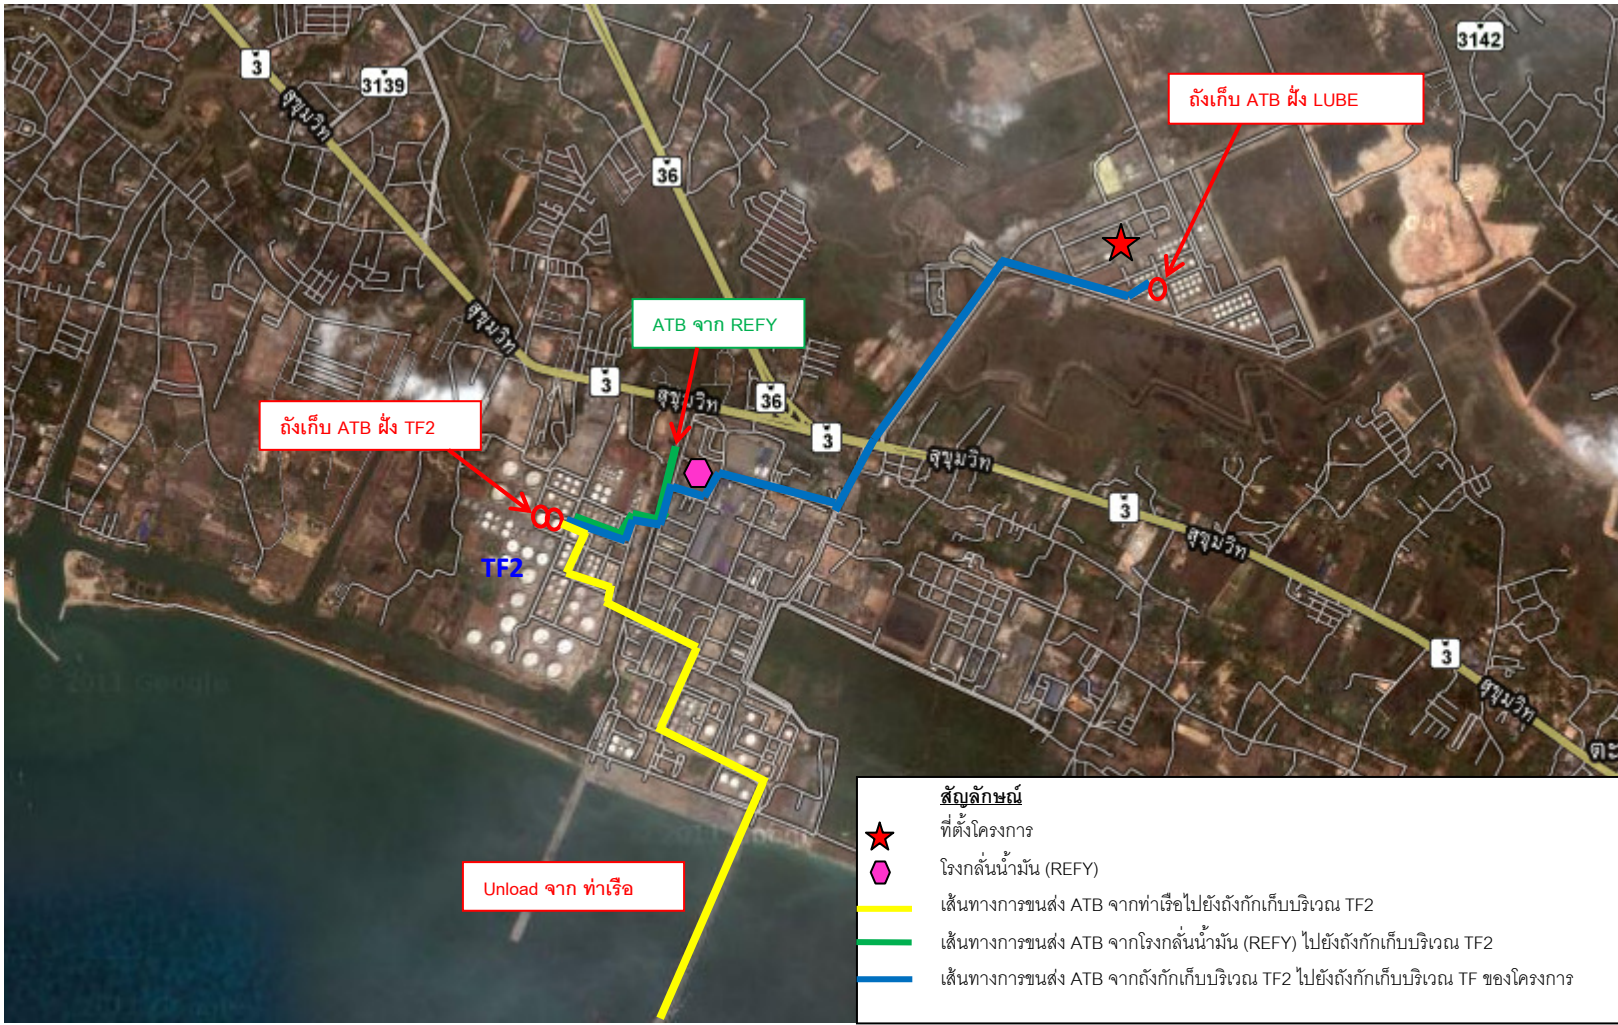 3
3139
สุขุมวิท
36
3142
ถังเก็บ ATB ฝั่ง LUBE
สุขุมวิท
ATB จาก REFY
3
สุขุมวิท
36
3
ถังเก็บ ATB ฝั่ง TF2
สุขุมวิท
3
สุขุมวิท
TF2
3
สุขุมวิท
© 2011 Google
ตะ
Unload จาก ท่าเรือ
สัญลักษณ์
ที่ตั้งโครงการ
โรงกลั่นน้ำมัน (REFY)
เส้นทางการขนส่ง ATB จากท่าเรือไปยังถังกักเก็บบริเวณ TF2
เส้นทางการขนส่ง ATB จากโรงกลั่นน้ำมัน (REFY) ไปยังถังกักเก็บบริเวณ TF2
เส้นทางการขนส่ง ATB จากถังกักเก็บบริเวณ TF2 ไปยังถังกักเก็บบริเวณ TF ของโครงการ